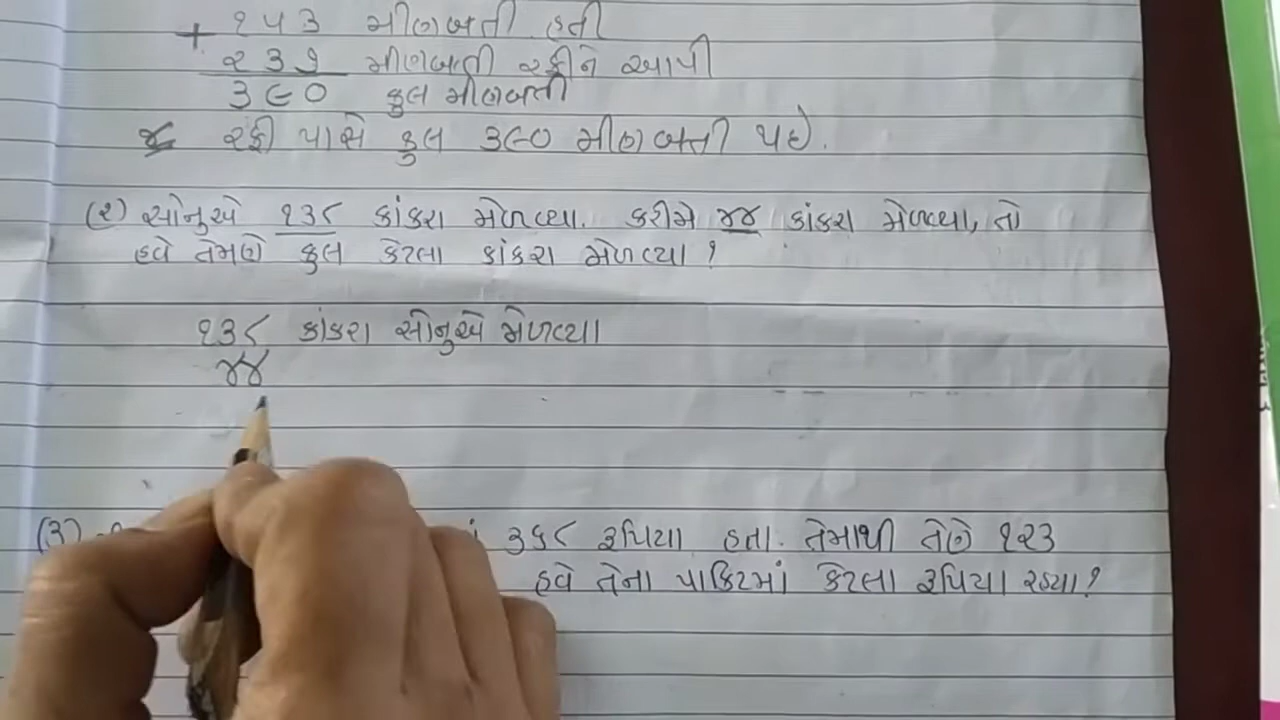 + ૧૫૩ મીણબતી હતી
૨૩૭ મીણબતી રફીને આપી
૩૯૦ કુલ મીણબતી
રફી પાસે કુલ ૩૯૦ મીણબતી થઇ.
(૨) સોનુએ ૧૩૮ કાંકરા મેળવ્યા. કરીમે ૪૪ કાંકરા મેળવ્યા, તો
હવે તેમણે કુલ કેટલા કાંકરા મેળવ્યા ?
૧૩૮ કાંકરા સોનુએ મેળવ્યા
૪૪
(૩) ૩૬૮ રૂપિયા હતા. તેમાથી તેણે ૧૨૩
હવે તેના પાકિટમાં કેટલા રૂપિયા રહ્યા ?